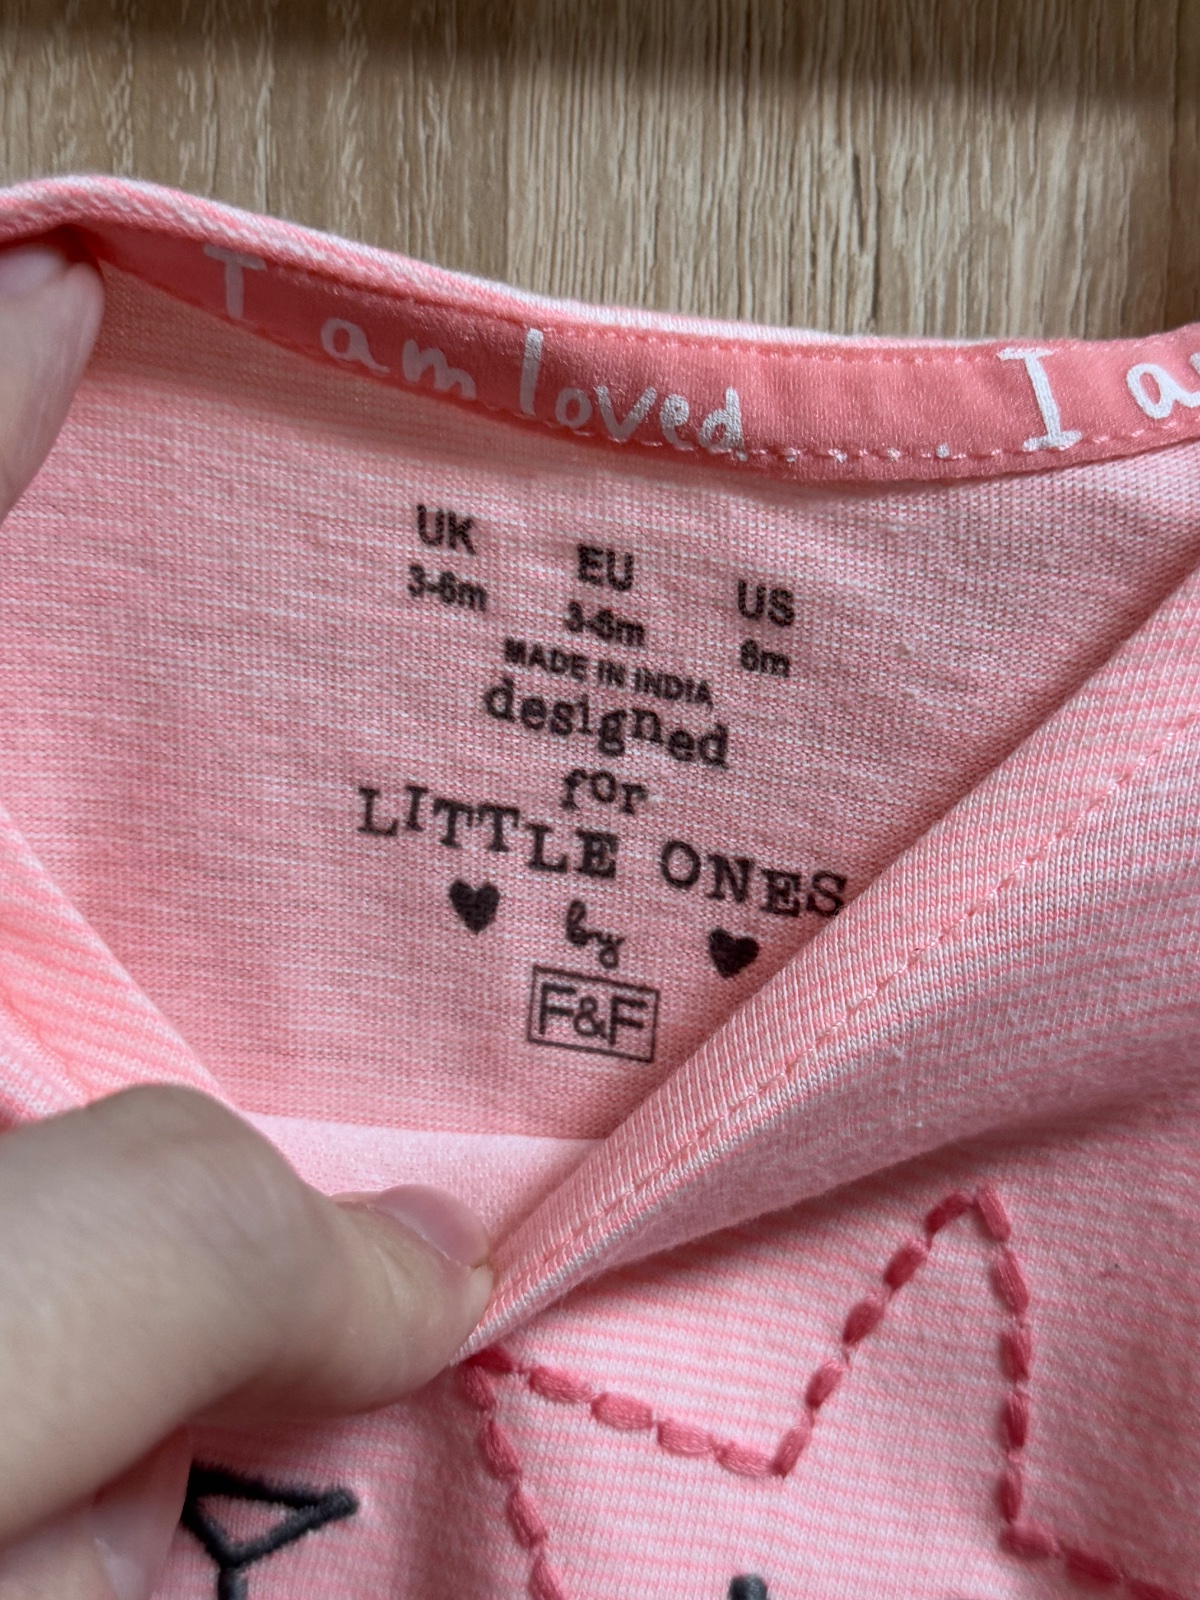 I am loved...... I a
UK EU US
3-6m 3-6m 6m
MADE IN INDIA
designed
for
LITTLE ONES
by
F&F